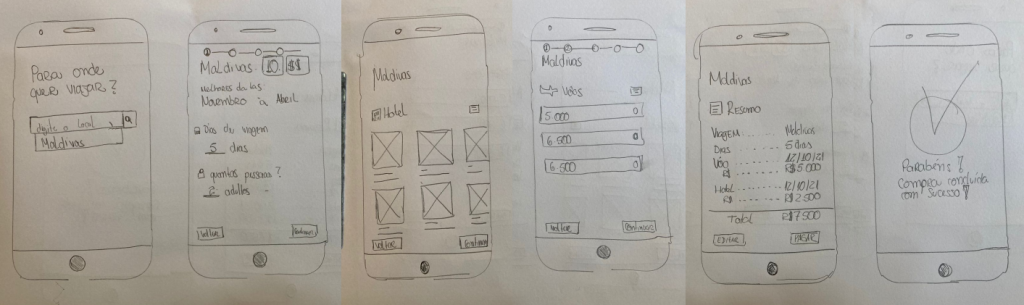 Para onde
quer viajar?
digite o local
Maldivas
Maldivas 10 $$
melhores datas
Novembro a Abril
Dias de viagem
5 dias
quantas pessoas?
2 adultos
Voltar
Continuar
Maldivas
Hotel
Voltar
Continuar
Maldivas
Vôos
5 000
6 500
6 500
Voltar
Continuar
Maldivas
Resumo
Viagem ...... Maldivas
Dias ........ 5 dias
Vôo ........ 12/10/21
R$ ........ R$5 000
Hotel ...... 12/10/21
R$ ...... R$ 2 500
Total R$7 500
EDITAR
PAGAR
Parabéns!
Compra concluída
com sucesso!